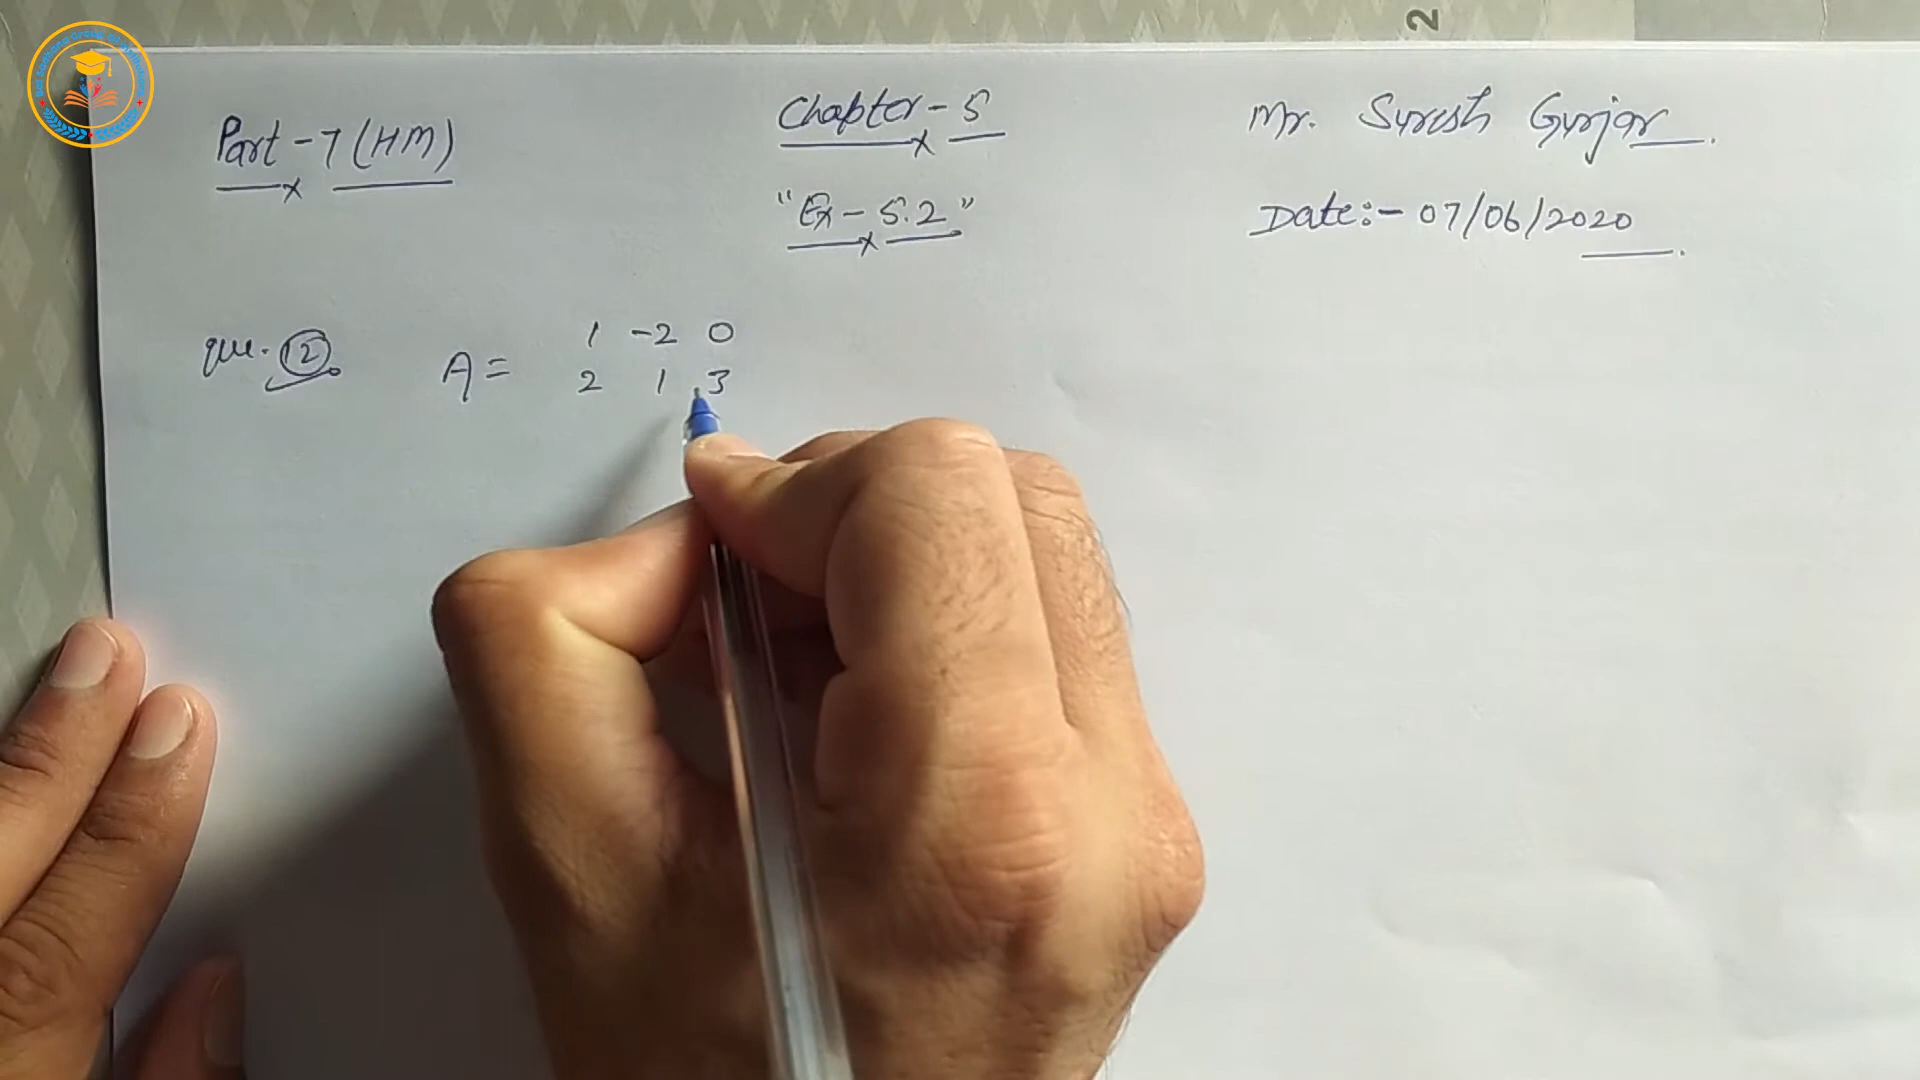 Part-7 (HM)
Chapter-5
"Ex-5.2"
Mr. Suresh Gurjar
Date:- 07/06/2020
que. 12
A =
1 -2 0
2 1 3
2